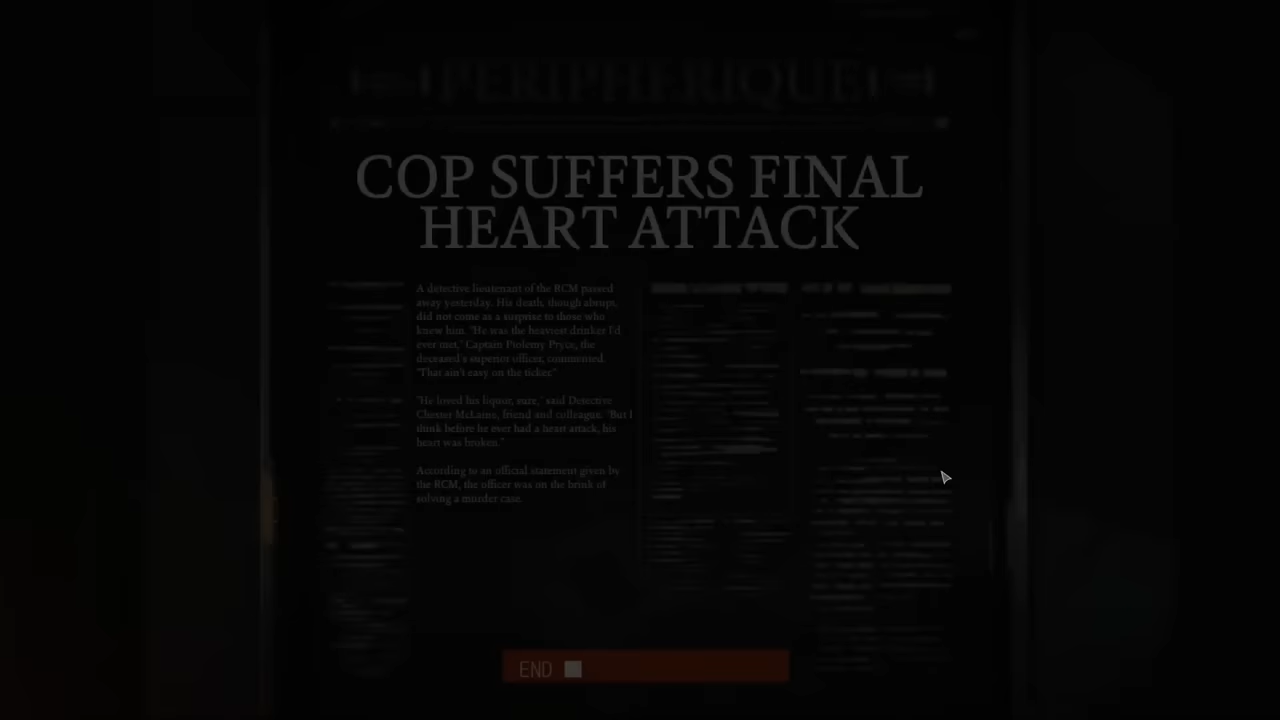 PERIPHERIQUE
COP SUFFERS FINAL
HEART ATTACK
A detective lieutenant of the RCM passed
away yesterday. His death, though abrupt,
did not come as a surprise to those who
knew him. "He was the heaviest drinker I'd
ever met," Captain Ptolemy Pryce, the
deceased's superior officer, commented.
"That ain't easy on the ticker."
"He loved his liquor, sure," said Detective
Chester McLaine, friend and colleague. "But I
think before he ever had a heart attack, his
heart was broken."
According to an official statement given by
the RCM, the officer was on the brink of
solving a murder case.
END